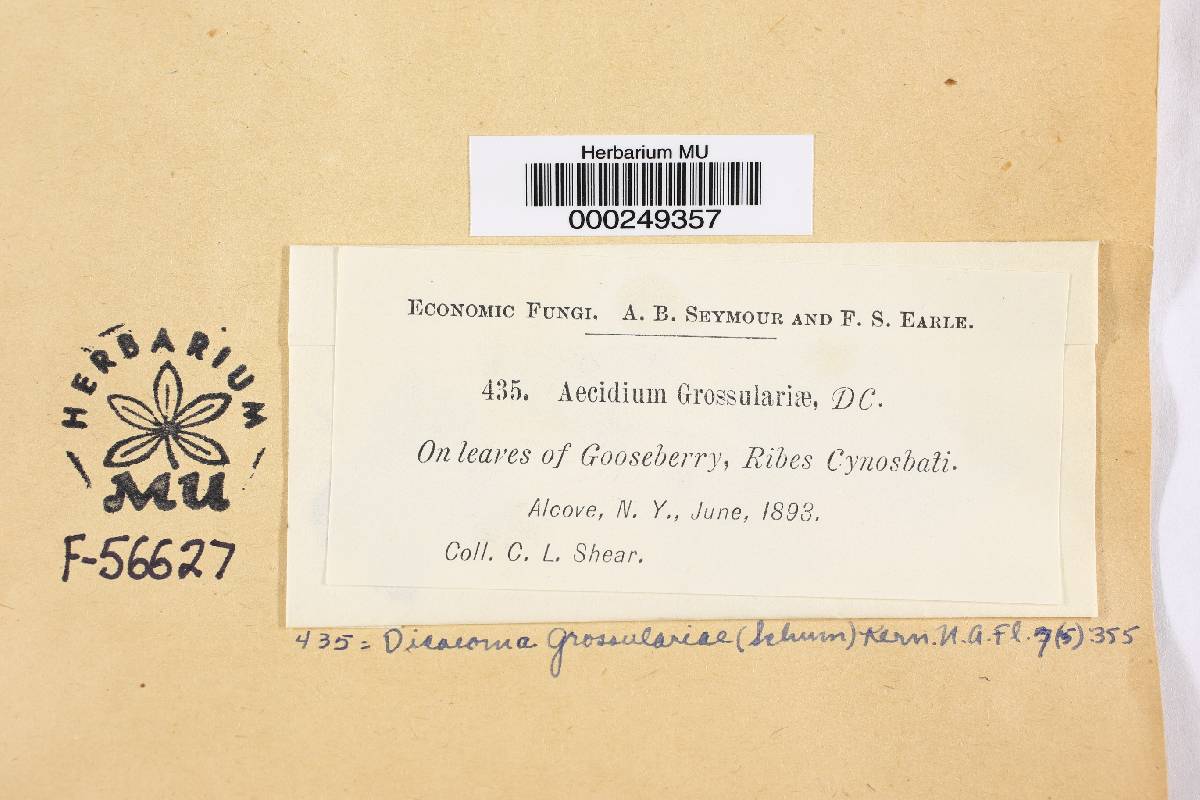 Herbarium MU
000249357
ECONOMIC FUNGI. A. B. SEYMOUR AND F. S. EARLE.
435. Aecidium Grossulariæ, DC.
On leaves of Gooseberry, Ribes Cynosbati.
Alcove, N. Y., June, 1893.
Coll. C. L. Shear.
HERBARIUM
MU
F-56627
435 = Dicaeoma grossulariae (Schum) Kern. N.A.Fl. 7(5) 355